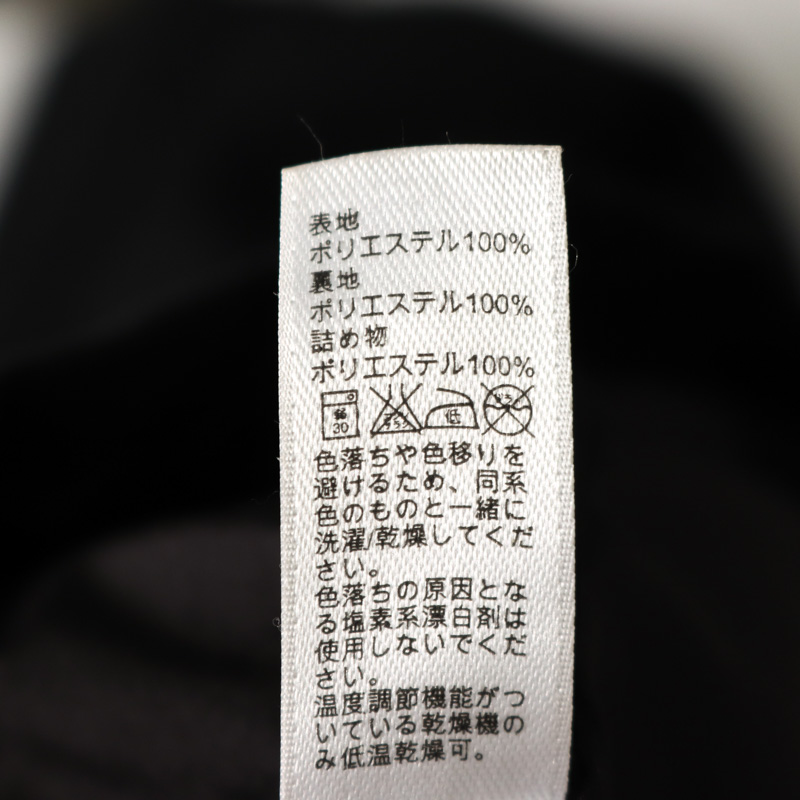 表地
ポリエステル100%
裏地
ポリエステル100%
詰め物
ポリエステル100%
弱
30
低
色落ちや色移りを
避けるため、同系
色のものと一緒に
洗濯/乾燥してくだ
さい。
色落ちの原因とな
る塩素系漂白剤は
使用しないでくだ
さい。
温度調節機能がつ
いている乾燥機の
み低温乾燥可。